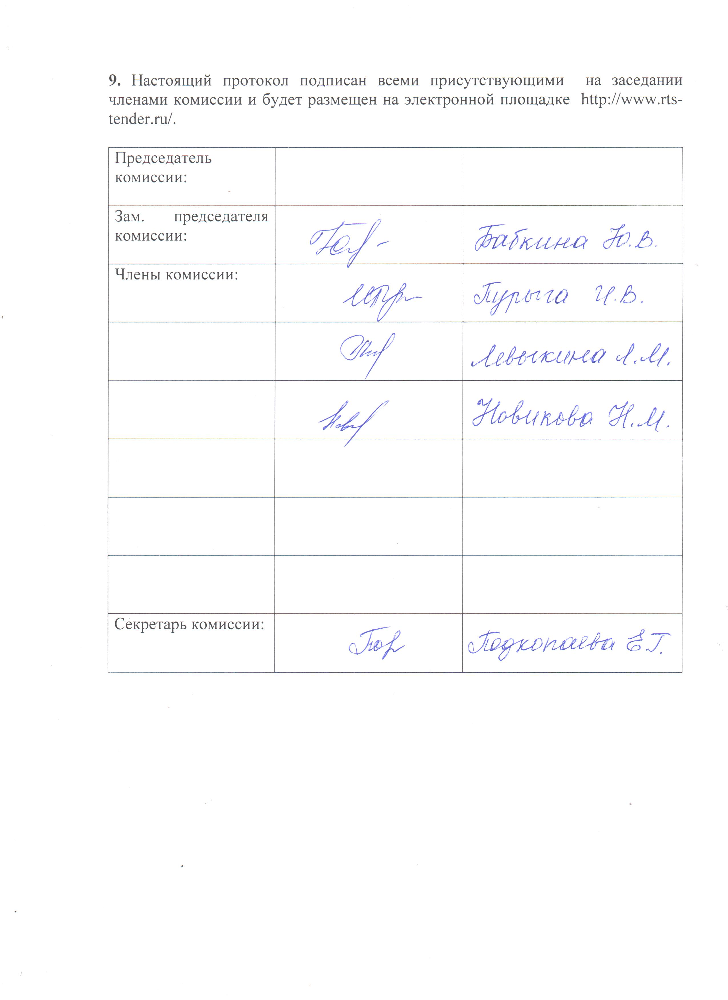 9. Настоящий протокол подписан всеми присутствующими на заседании
членами комиссии и будет размещен на электронной площадке http://www.rts-
tender.ru/.
Председатель
комиссии:
Зам. председателя
комиссии:
Бабкина Ю.В.
Члены комиссии:
Пурыга И.В.
Левыкина Л.М.
Новикова Н.М.
Секретарь комиссии:
Подкопаева Е.Г.